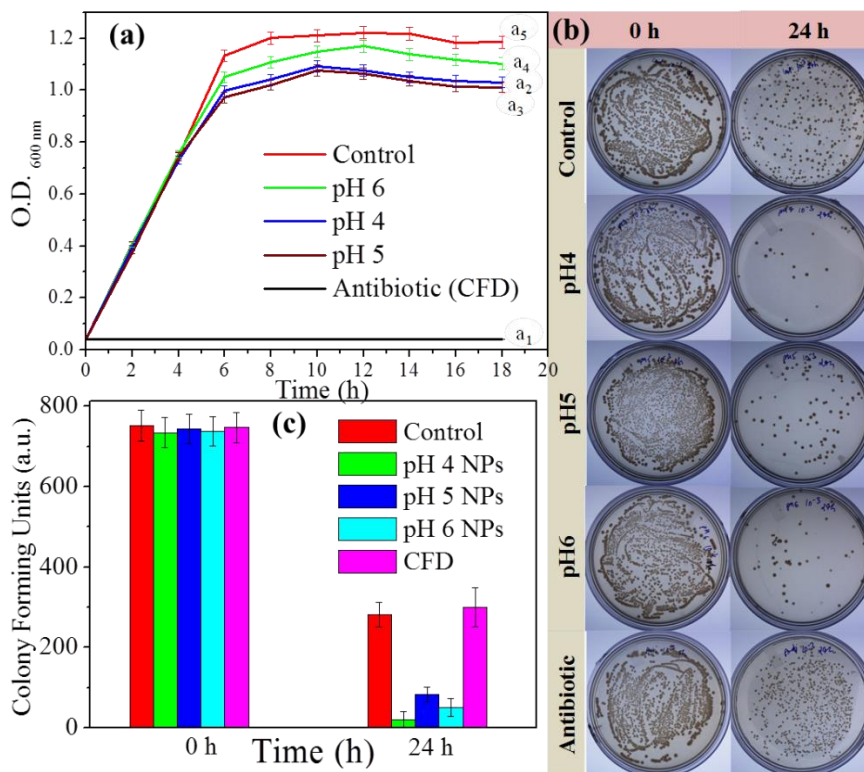 (a)
1.2
1.0
0.8
0.6
0.4
0.2
0.0
O.D. 600 nm
a5
a4
a2
a3
a1
Control
pH 6
pH 4
pH 5
Antibiotic (CFD)
0 2 4 6 8 10 12 14 16 18 20
Time (h)
(b)
0 h 24 h
Control
pH4
pH5
pH6
Antibiotic
(c)
800
600
400
200
0
Colony Forming Units (a.u.)
Control
pH 4 NPs
pH 5 NPs
pH 6 NPs
CFD
0 h 24 h
Time (h)